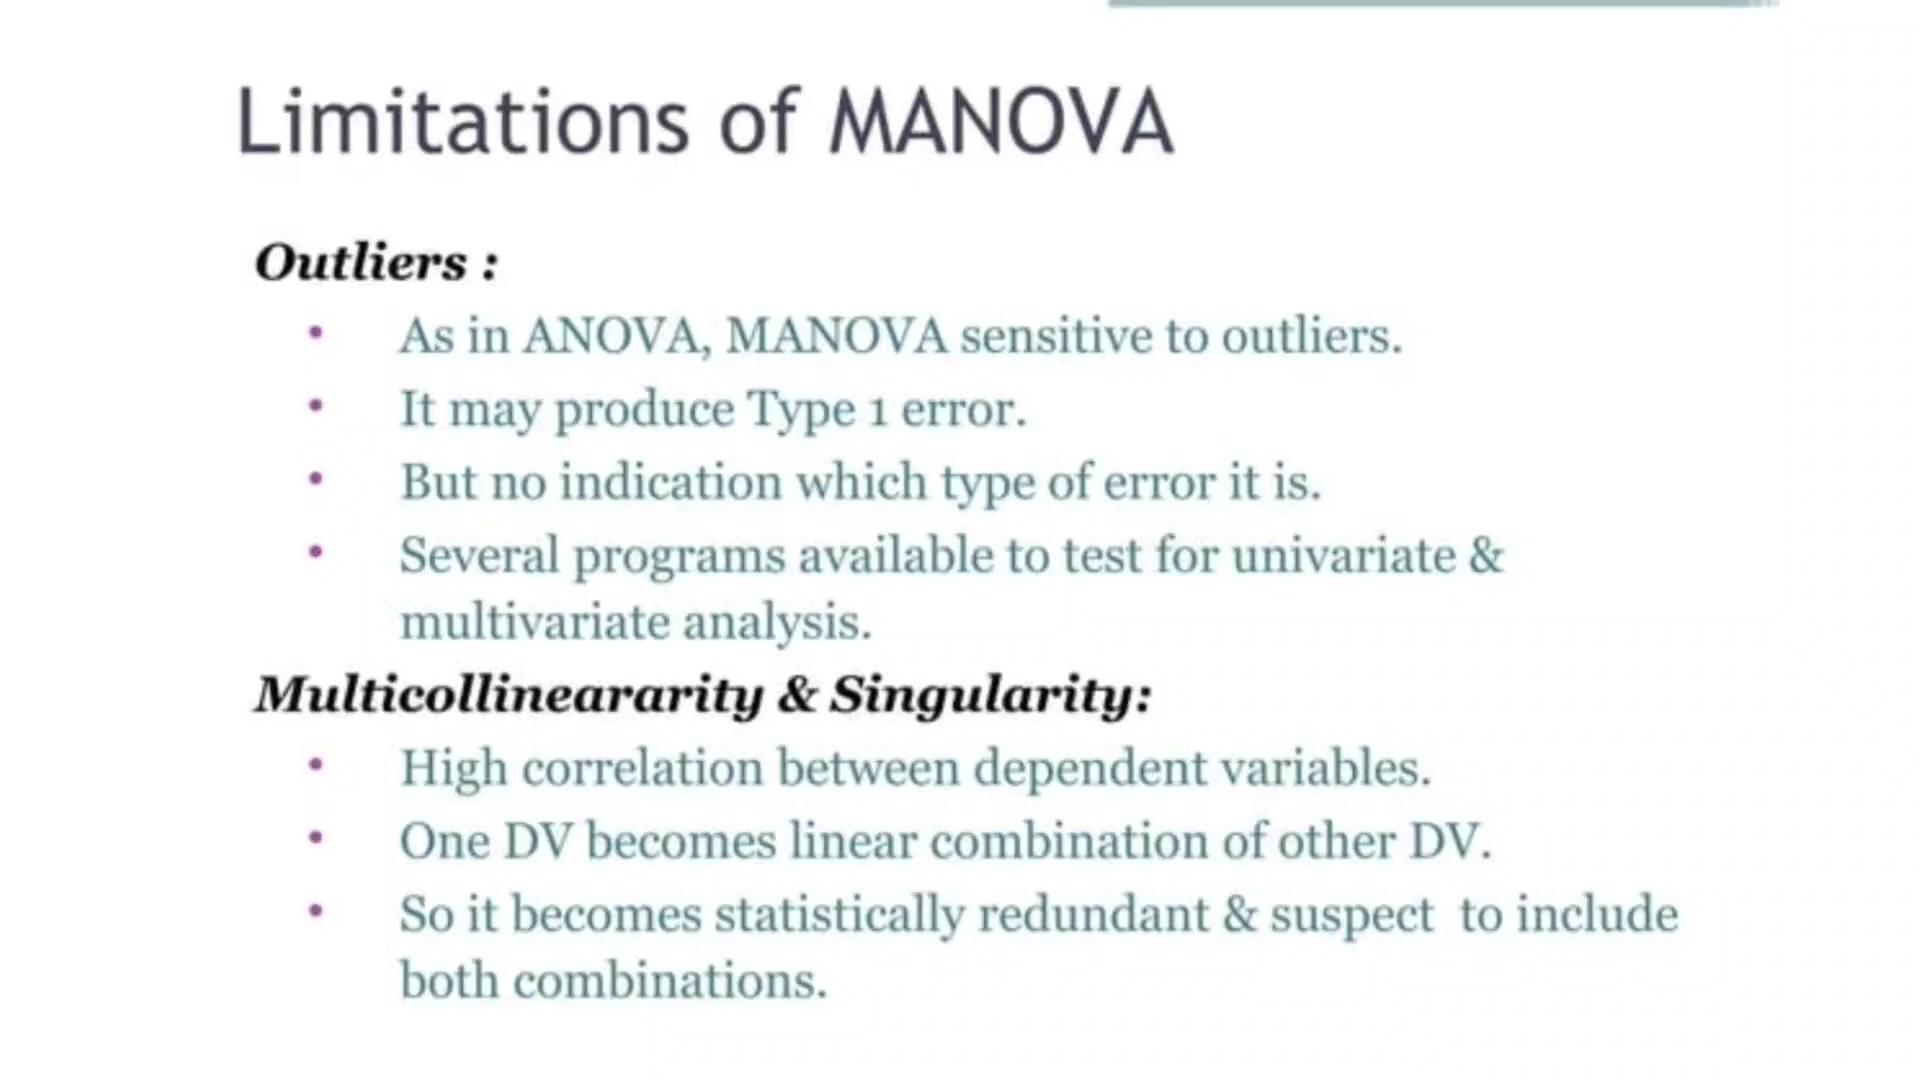 Limitations of MANOVA
Outliers :
• As in ANOVA, MANOVA sensitive to outliers.
• It may produce Type 1 error.
• But no indication which type of error it is.
• Several programs available to test for univariate &
multivariate analysis.
Multicollineararity & Singularity:
• High correlation between dependent variables.
• One DV becomes linear combination of other DV.
• So it becomes statistically redundant & suspect  to include
both combinations.